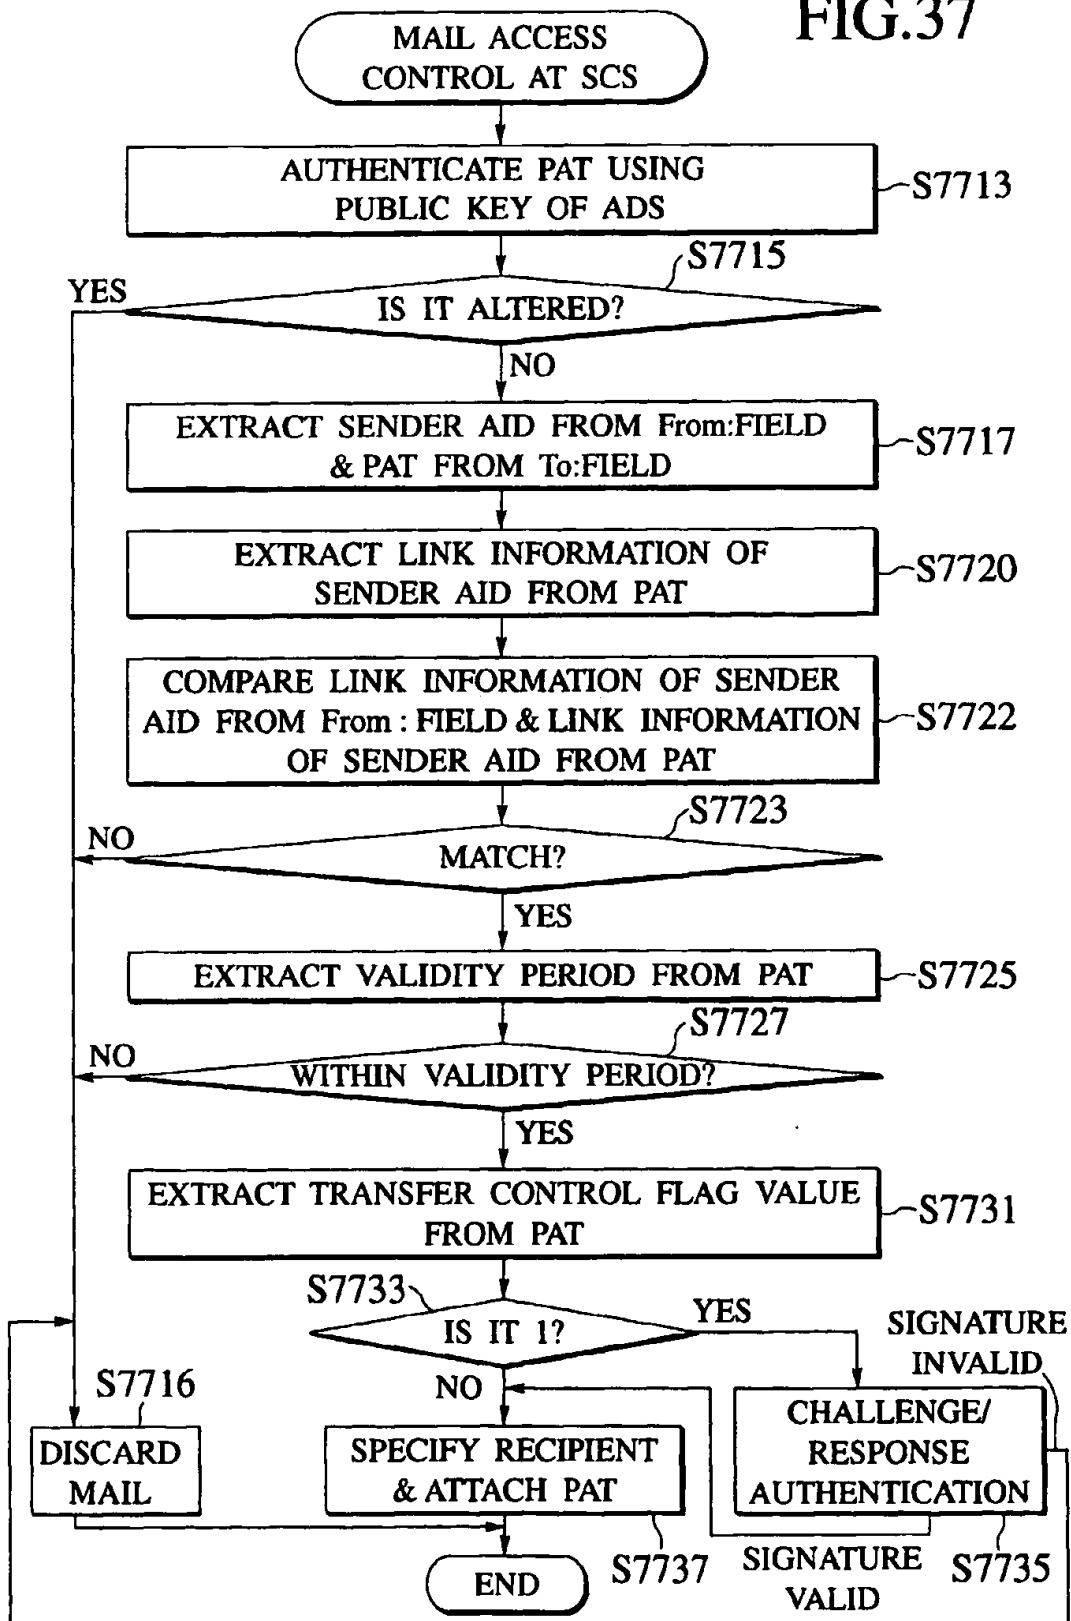 FIG.37
MAIL ACCESS
CONTROL AT SCS
AUTHENTICATE PAT USING
PUBLIC KEY OF ADS
S7713
S7715
YES
IS IT ALTERED?
NO
EXTRACT SENDER AID FROM From:FIELD
& PAT FROM To:FIELD
S7717
EXTRACT LINK INFORMATION OF
SENDER AID FROM PAT
S7720
COMPARE LINK INFORMATION OF SENDER
AID FROM From : FIELD & LINK INFORMATION
OF SENDER AID FROM PAT
S7722
S7723
NO
MATCH?
YES
EXTRACT VALIDITY PERIOD FROM PAT
S7725
S7727
NO
WITHIN VALIDITY PERIOD?
YES
EXTRACT TRANSFER CONTROL FLAG VALUE
FROM PAT
S7731
S7733
IS IT 1?
YES
SIGNATURE
INVALID
NO
S7716
DISCARD
MAIL
SPECIFY RECIPIENT
& ATTACH PAT
CHALLENGE/
RESPONSE
AUTHENTICATION
S7737
SIGNATURE
VALID
S7735
END